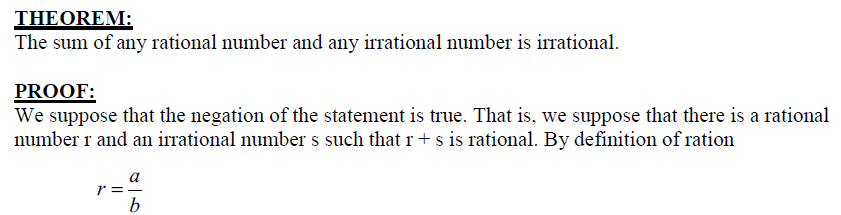 THEOREM:
The sum of any rational number and any irrational number is irrational.
PROOF:
We suppose that the negation of the statement is true. That is, we suppose that there is a rational
number r and an irrational number s such that r + s is rational. By definition of ration
r = a/b